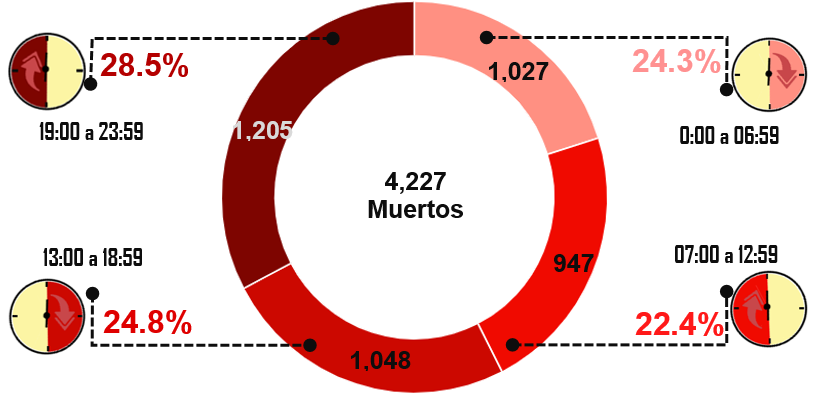 28.5%
19:00 a 23:59
1,205
1,027
24.3%
0:00 a 06:59
4,227
Muertos
13:00 a 18:59
24.8%
1,048
947
07:00 a 12:59
22.4%